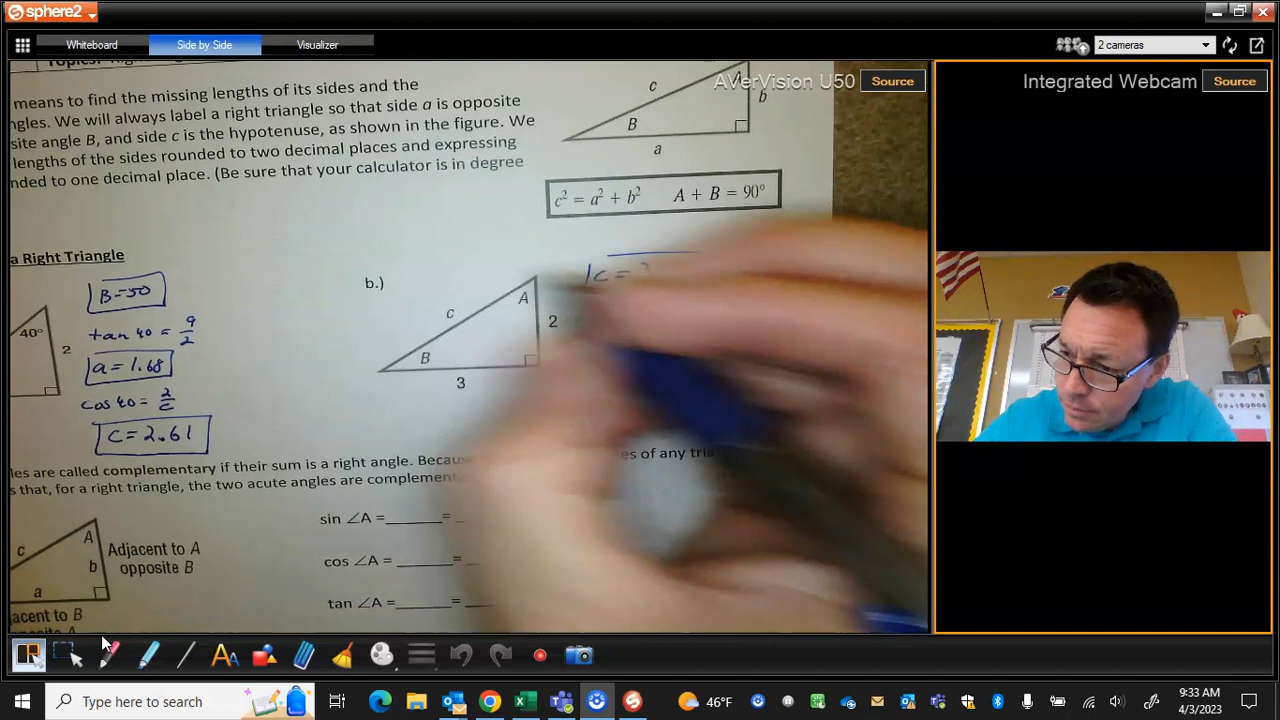 sphere2
Whiteboard
Side by Side
Visualizer
2 cameras
AVerVision U50
Source
Integrated Webcam
Source
means to find the missing lengths of its sides and the
ngles. We will always label a right triangle so that side a is opposite
site angle B, and side c is the hypotenuse, as shown in the figure. We
lengths of the sides rounded to two decimal places and expressing
nded to one decimal place. (Be sure that your calculator is in degree
c
b
B
a
c² = a² + b² A + B = 90°
a Right Triangle
40°
2
B=50
tan 40 = a/2
a = 1.68
cos 40 = 2/c
c = 2.61
b.)
c
A
2
B
3
c =
les are called complementary if their sum is a right angle. Because
es of any
s that, for a right triangle, the two acute angles are
c
A
b
a
Adjacent to A
opposite B
acent to B
sin ∠A =______=
cos ∠A = ______=
tan ∠A =______=
Type here to search
46°F
9:33 AM
4/3/2023